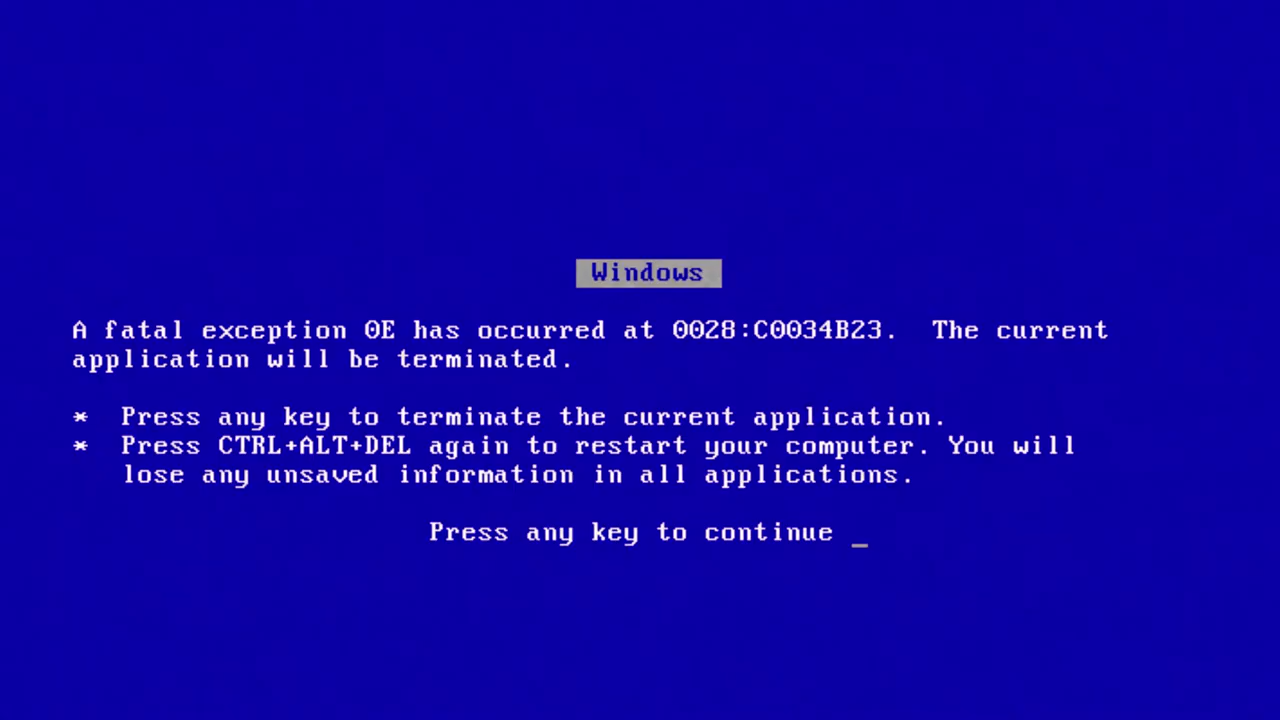 Windows
A fatal exception 0E has occurred at 0028:C0034B23.  The current
application will be terminated.
*  Press any key to terminate the current application.
*  Press CTRL+ALT+DEL again to restart your computer. You will
lose any unsaved information in all applications.
Press any key to continue _